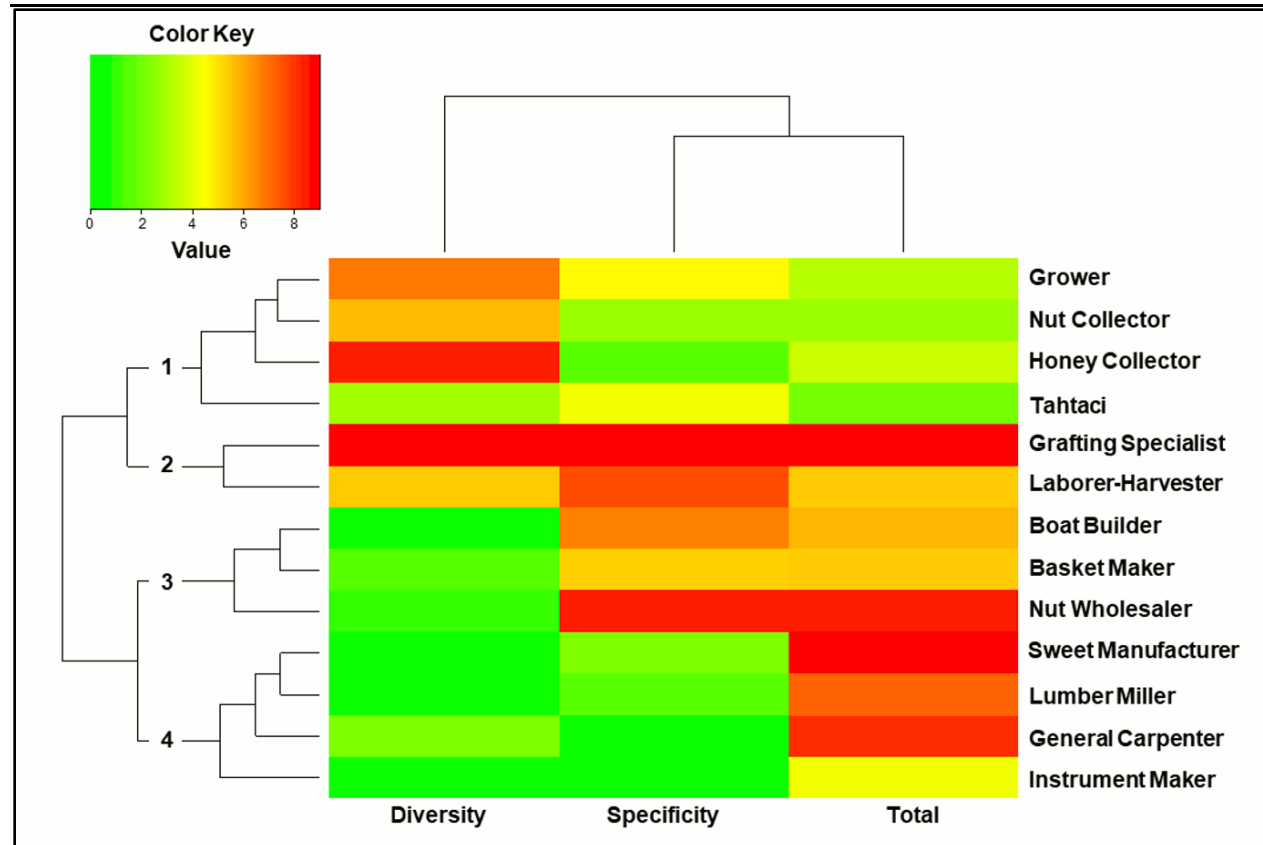 Color Key
0 2 4 6 8
Value
Grower
Nut Collector
Honey Collector
1
Tahtaci
Grafting Specialist
2
Laborer-Harvester
Boat Builder
Basket Maker
3
Nut Wholesaler
Sweet Manufacturer
Lumber Miller
General Carpenter
4
Instrument Maker
Diversity Specificity Total